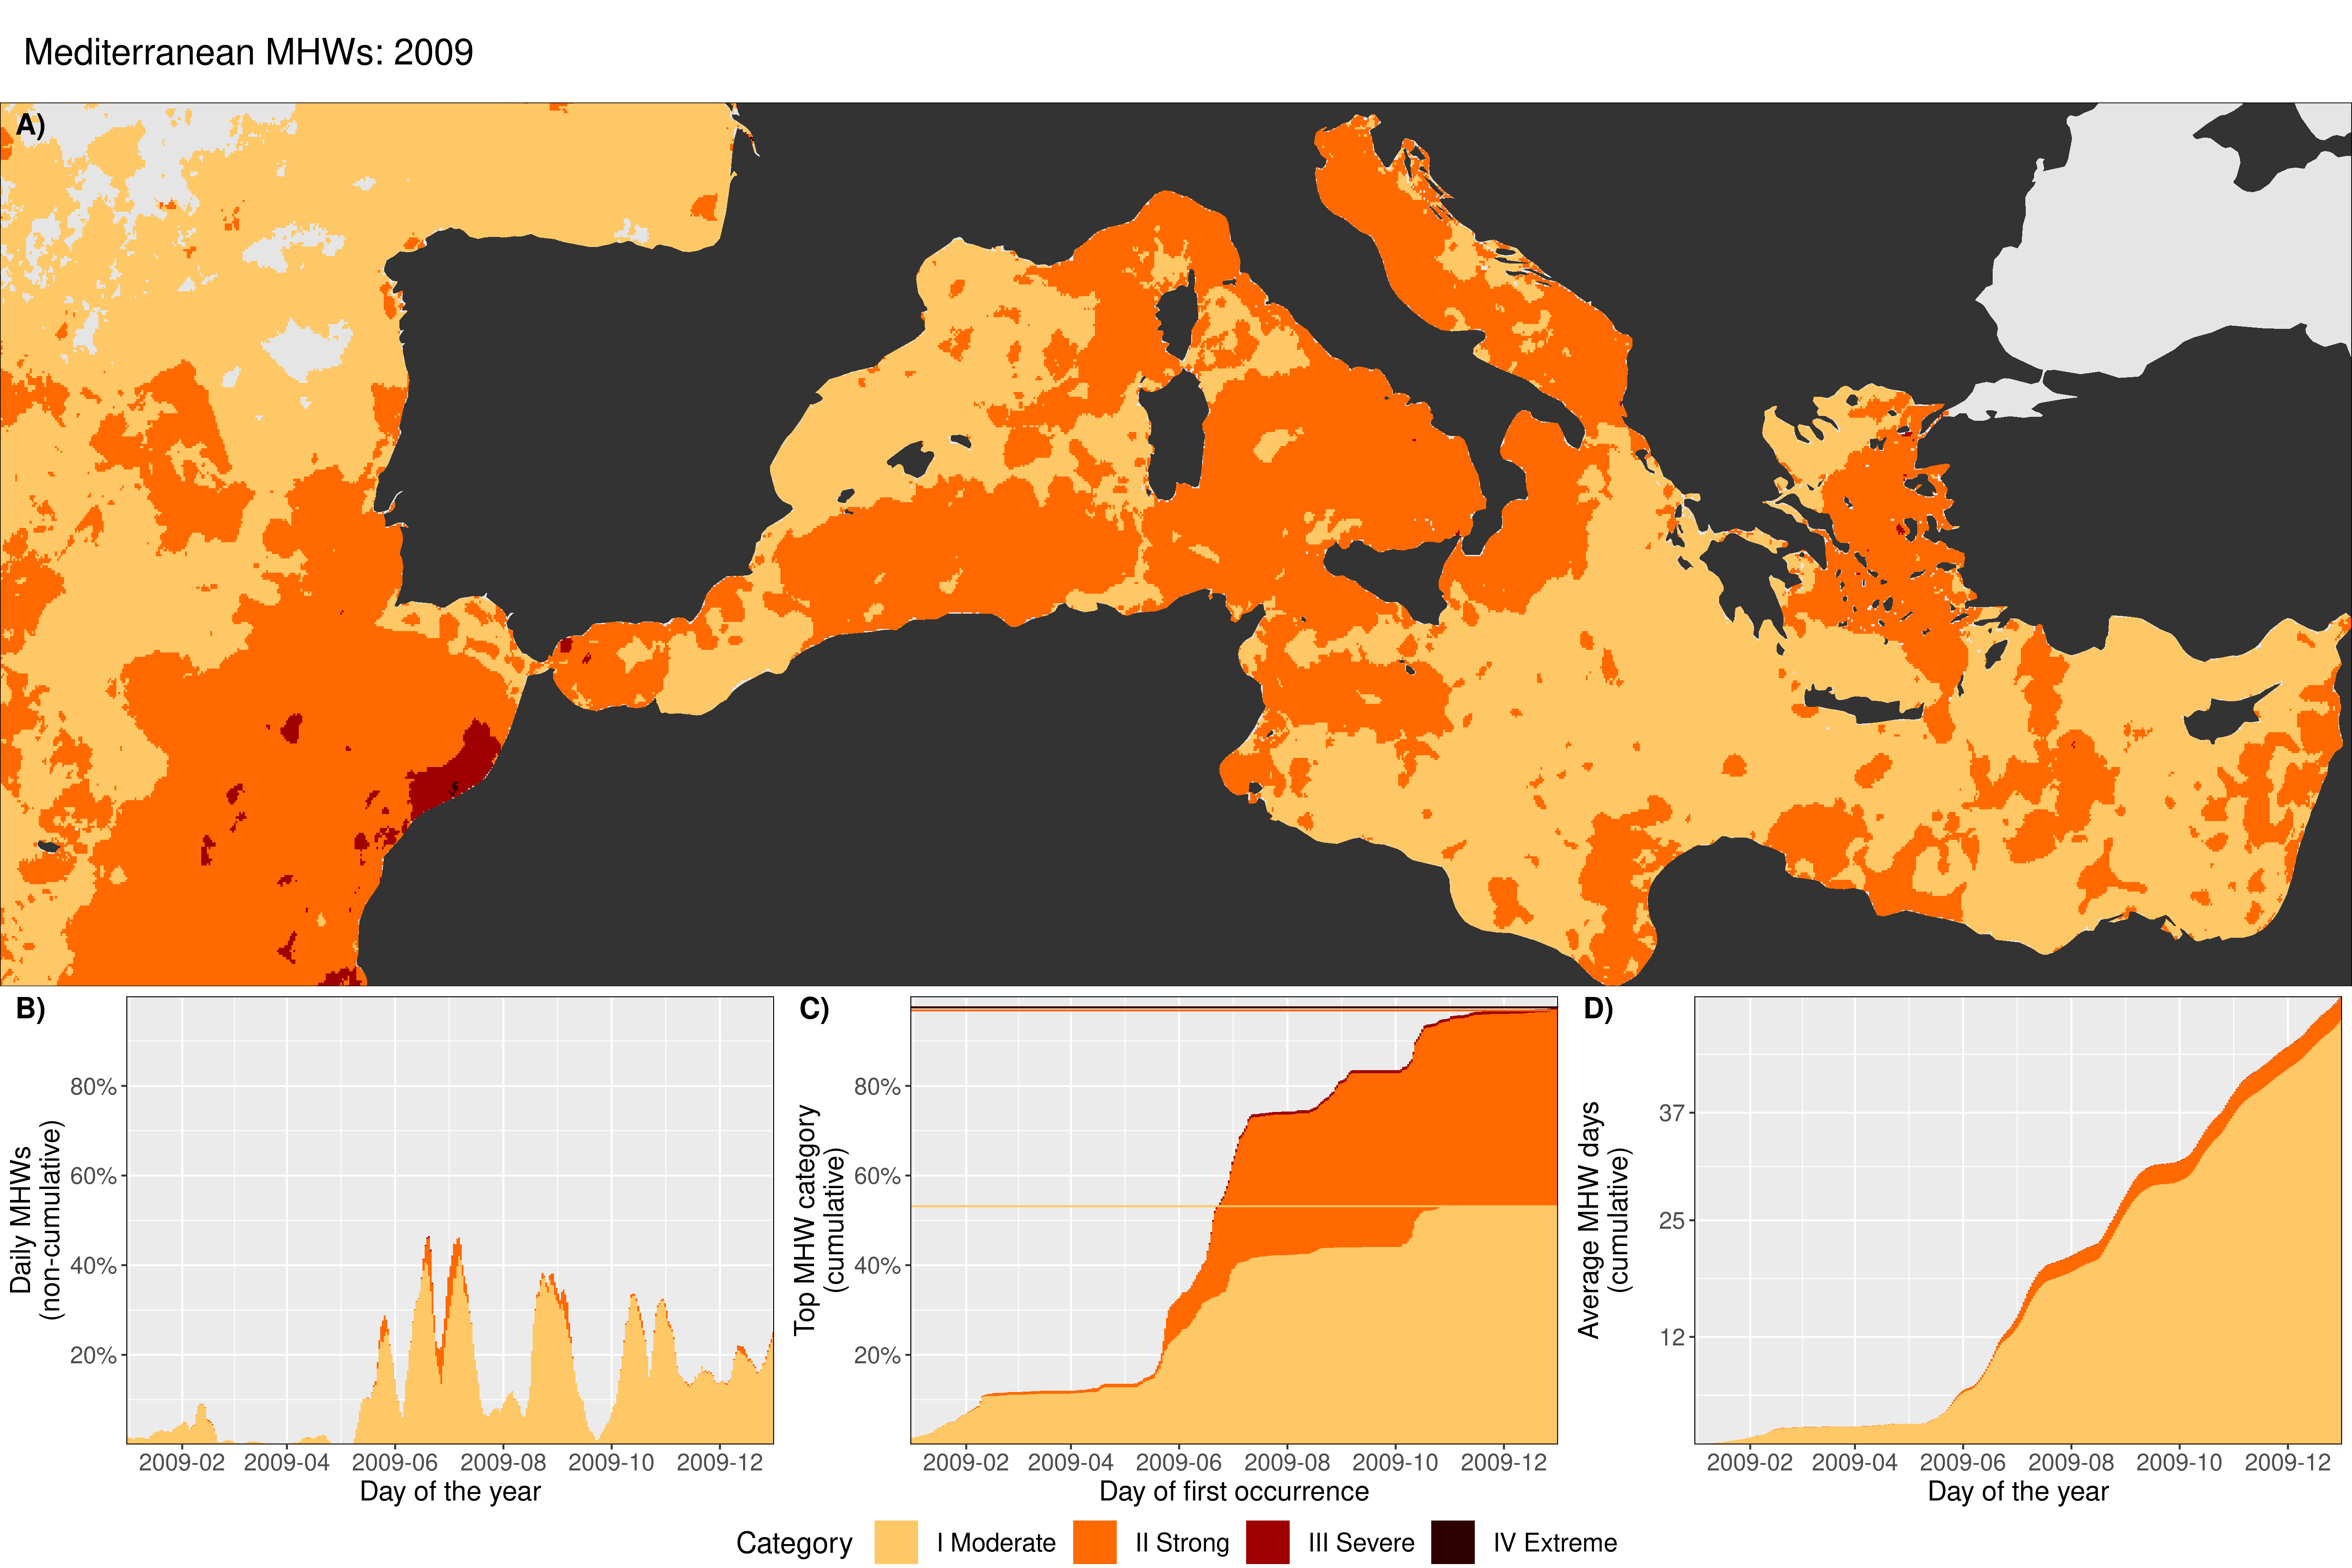 Mediterranean MHWs: 2009
A)
B)
Daily MHWs
(non-cumulative)
80%
60%
40%
20%
2009-02 2009-04 2009-06 2009-08 2009-10 2009-12
Day of the year
C)
Top MHW category
(cumulative)
80%
60%
40%
20%
2009-02 2009-04 2009-06 2009-08 2009-10 2009-12
Day of first occurrence
D)
Average MHW days
(cumulative)
37
25
12
2009-02 2009-04 2009-06 2009-08 2009-10 2009-12
Day of the year
Category I Moderate II Strong III Severe IV Extreme